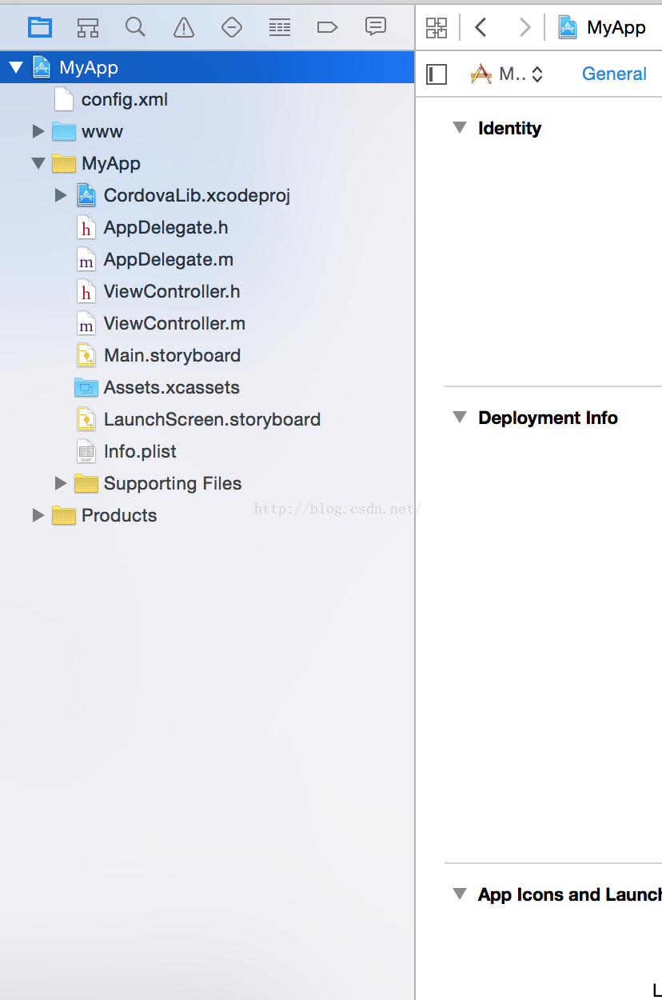 MyApp
M..
General
MyApp
config.xml
www
MyApp
CordovaLib.xcodeproj
AppDelegate.h
AppDelegate.m
ViewController.h
ViewController.m
Main.storyboard
Assets.xcassets
LaunchScreen.storyboard
Info.plist
Supporting Files
Products
http://blog.csdn.net/
Identity
Deployment Info
App Icons and Launch
L